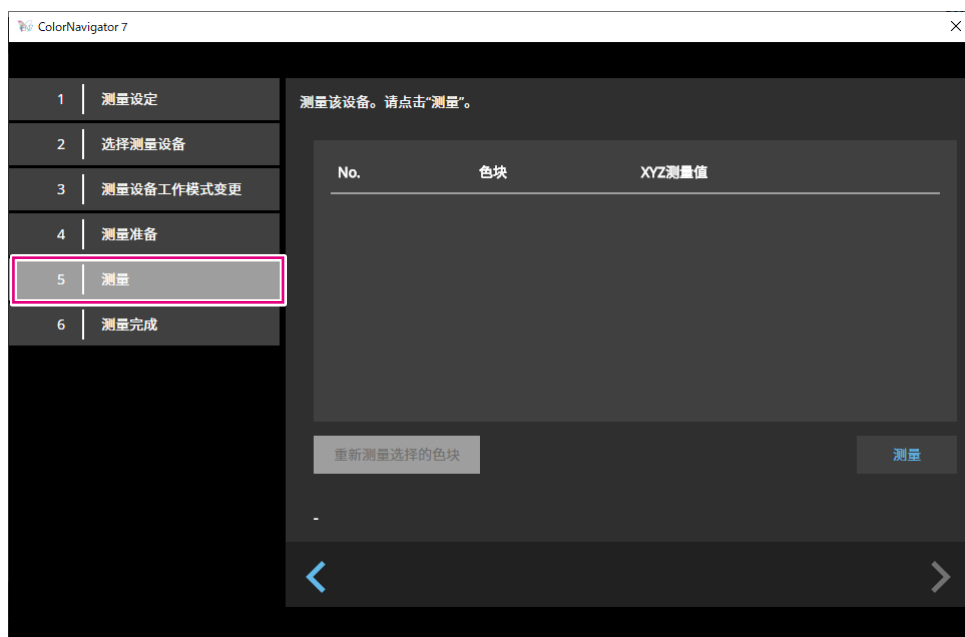 ColorNavigator 7
1 测量设定
2 选择测量设备
3 测量设备工作模式变更
4 测量准备
5 测量
6 测量完成
测量该设备。请点击“测量”。
No. 色块 XYZ测量值
重新测量选择的色块 测量
-